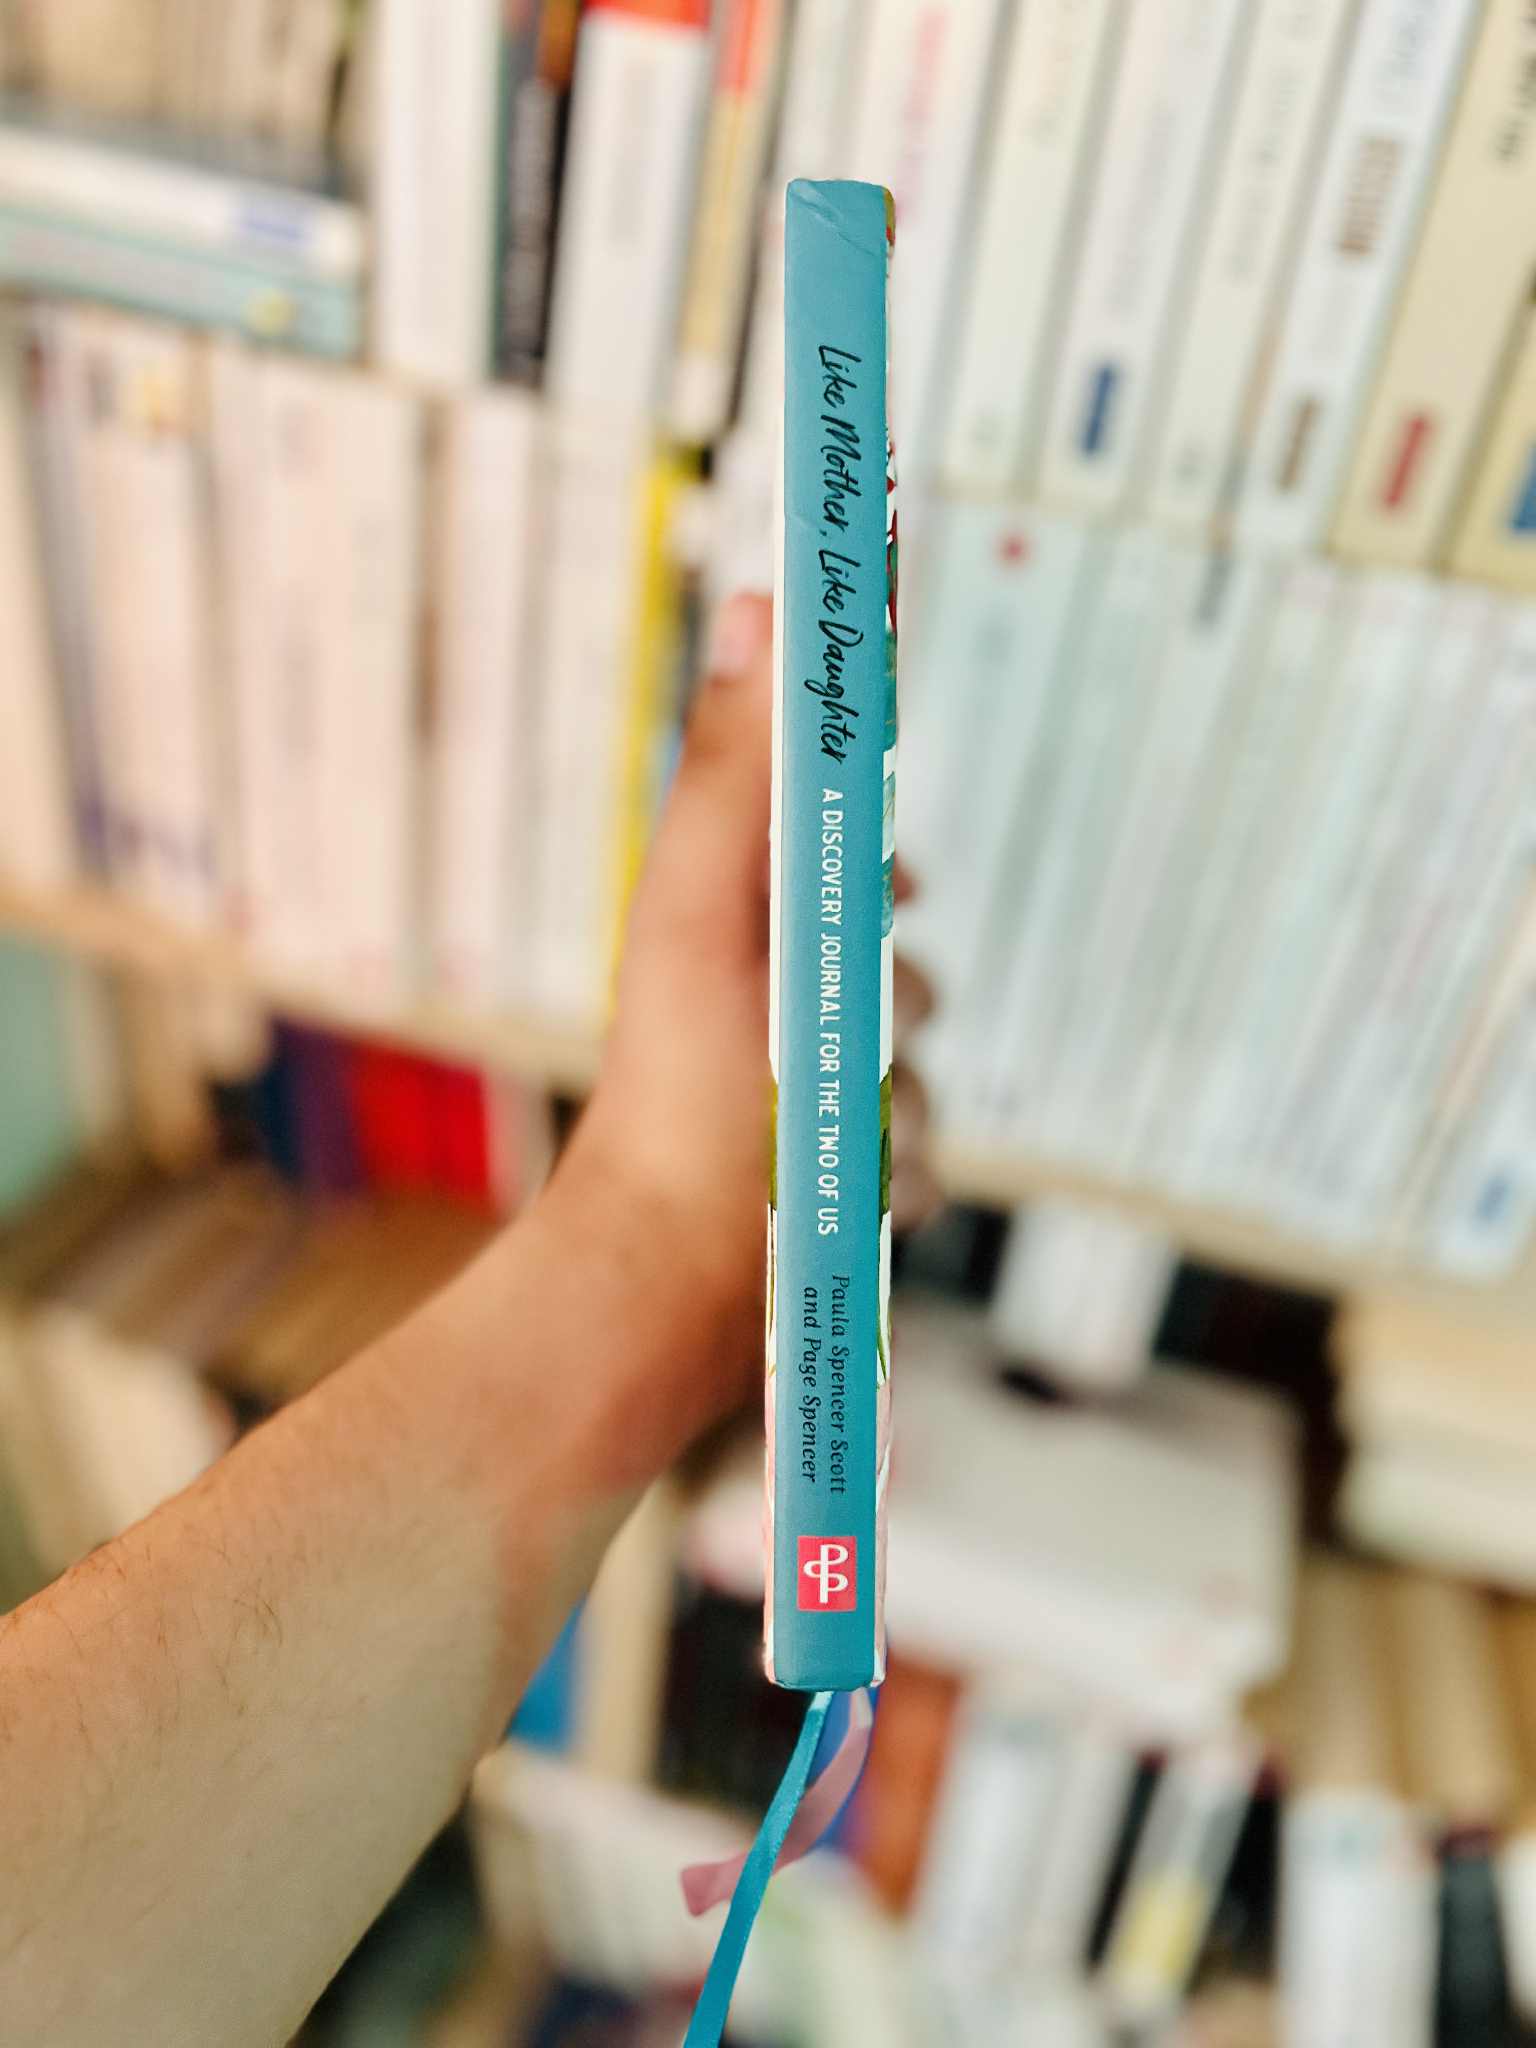 Like Mother, Like Daughter
A DISCOVERY JOURNAL FOR THE TWO OF US
Paula Spencer Scott
and Page Spencer